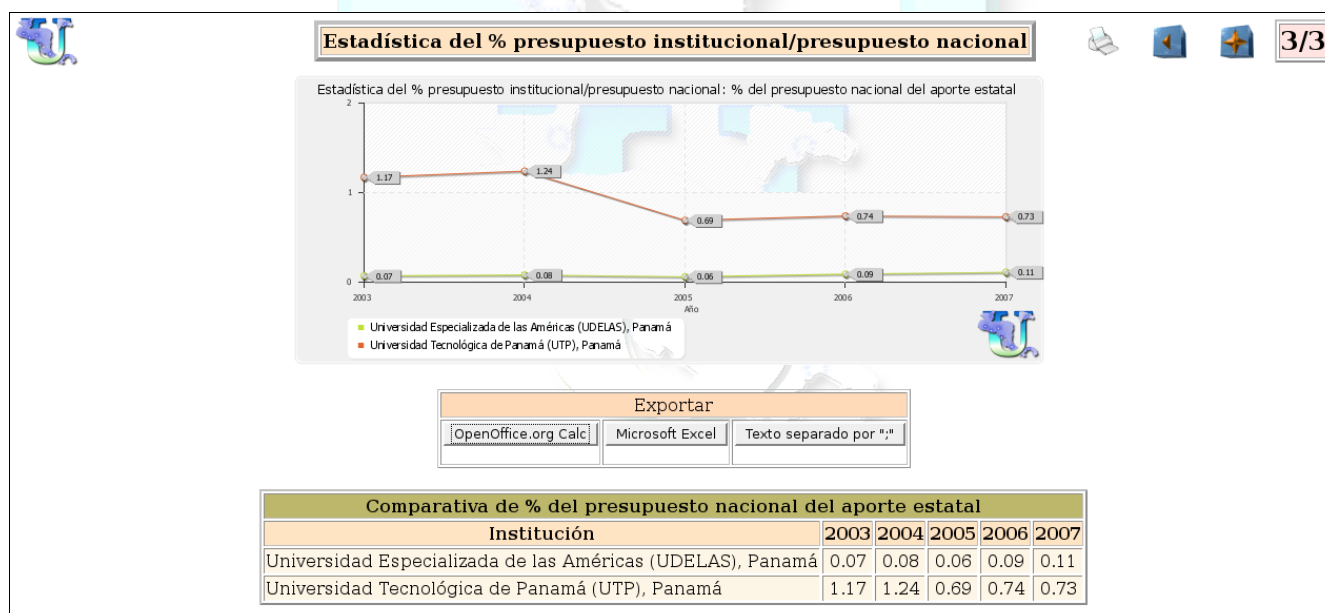 Estadística del % presupuesto institucional/presupuesto nacional
3/3
Estadística del % presupuesto institucional/presupuesto nacional: % del presupuesto nacional del aporte estatal
2
1
0
1.17
1.24
0.69
0.74
0.73
0.07
0.08
0.06
0.09
0.11
2003 2004 2005 2006 2007
Año
Universidad Especializada de las Américas (UDELAS), Panamá
Universidad Tecnológica de Panamá (UTP), Panamá
Exportar
OpenOffice.org Calc Microsoft Excel Texto separado por ";"
Comparativa de % del presupuesto nacional del aporte estatal
Institución 2003 2004 2005 2006 2007
Universidad Especializada de las Américas (UDELAS), Panamá 0.07 0.08 0.06 0.09 0.11
Universidad Tecnológica de Panamá (UTP), Panamá 1.17 1.24 0.69 0.74 0.73